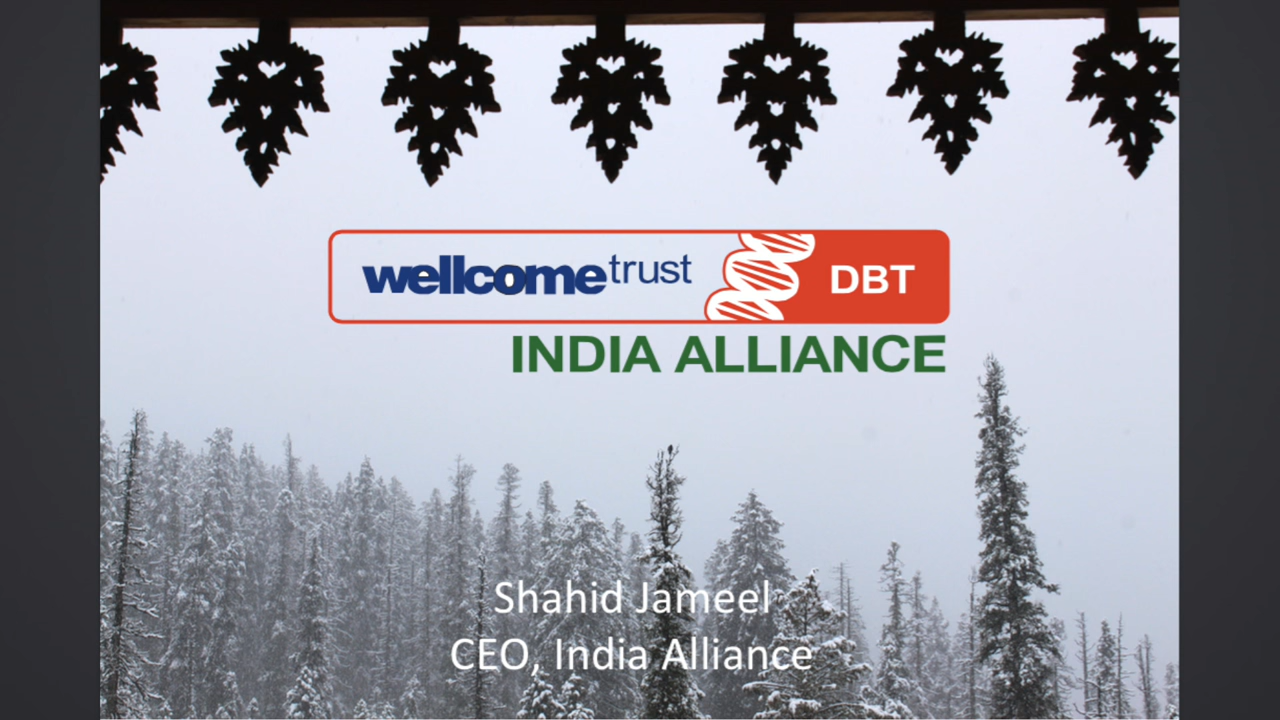 wellcometrust DBT
INDIA ALLIANCE
Shahid Jameel
CEO, India Alliance